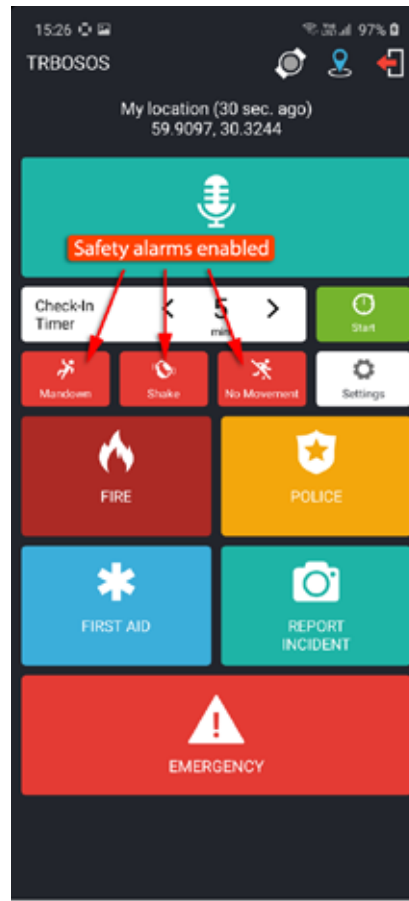 15:26 97%
TRBOSOS
My location (30 sec. ago)
59.9097, 30.3244
Safety alarms enabled
Check-In
Timer
5
min
Start
Mandown
Shake
No Movement
Settings
FIRE
POLICE
FIRST AID
REPORT
INCIDENT
EMERGENCY